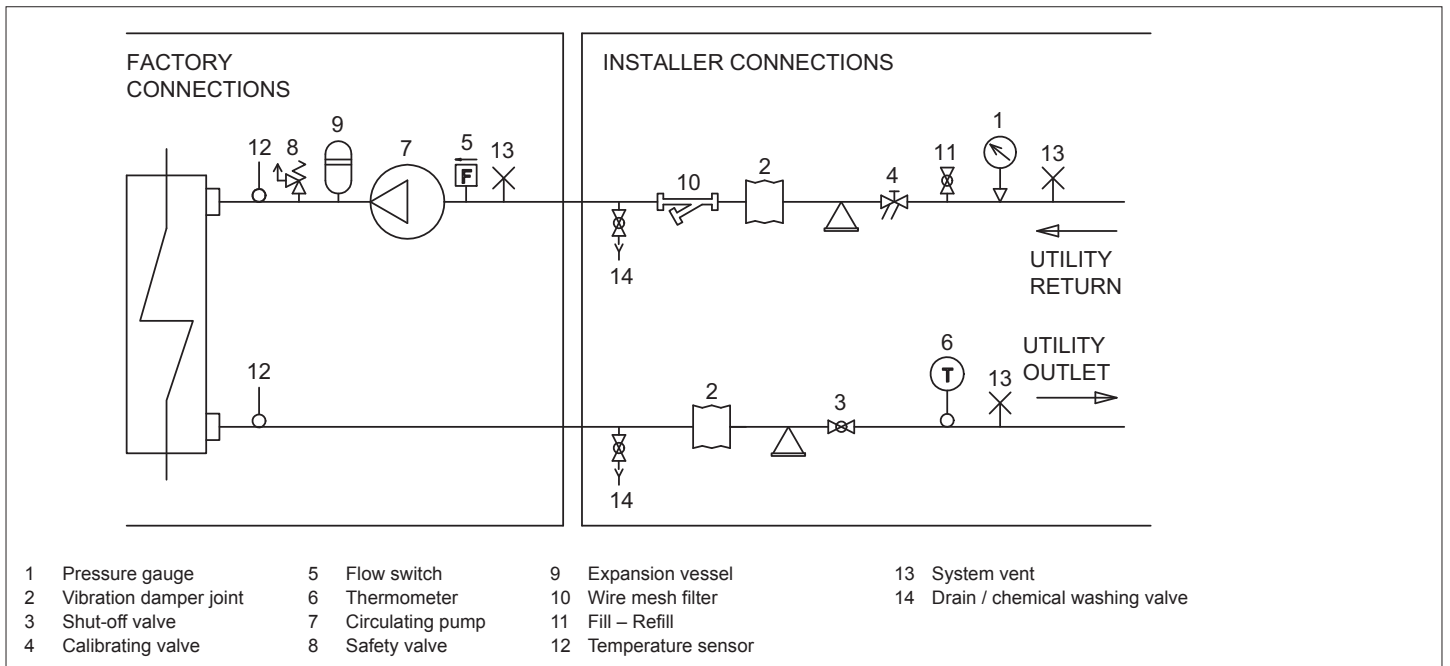 FACTORY
CONNECTIONS
INSTALLER CONNECTIONS
12
8
9
7
5
F
13
10
2
4
11
1
13
14
UTILITY
RETURN
12
2
3
6
T
13
UTILITY
OUTLET
14
1 Pressure gauge
2 Vibration damper joint
3 Shut-off valve
4 Calibrating valve
5 Flow switch
6 Thermometer
7 Circulating pump
8 Safety valve
9 Expansion vessel
10 Wire mesh filter
11 Fill – Refill
12 Temperature sensor
13 System vent
14 Drain / chemical washing valve